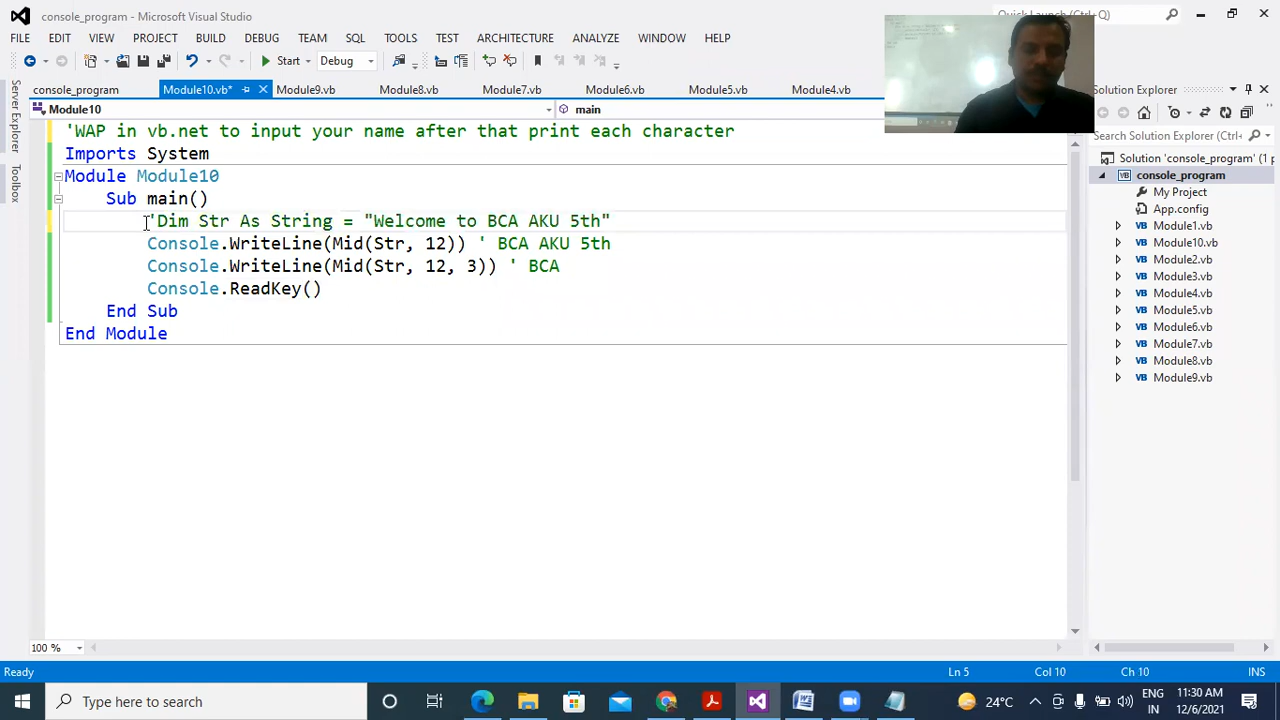 console_program - Microsoft Visual Studio
FILE EDIT VIEW PROJECT DEBUG TOOLS TEST ARCHITECTURE ANALYZE WINDOW HELP
Start Debug
console_program Module10.vb* Module9.vb Module8.vb Module7.vb Module6.vb Module5.vb Module4.vb
Module10 main
'WAP in vb.net to input your name after that print each character
Imports System
Module Module10
Sub main()
'Dim Str As String = "Welcome to BCA AKU 5th"
Console.WriteLine(Mid(Str, 12)) ' BCA AKU 5th
Console.WriteLine(Mid(Str, 12, 3)) ' BCA
Console.ReadKey()
End Sub
End Module
Server Explorer
Toolbox
Solution Explorer
Search Solution Explorer (Ctrl+
Solution 'console_program' (1 p
console_program
My Project
App.config
Module1.vb
Module10.vb
Module2.vb
Module3.vb
Module4.vb
Module5.vb
Module6.vb
Module7.vb
Module8.vb
Module9.vb
100 %
Ready Ln 5 Col 10 Ch 10 INS
Type here to search
24°C
ENG
IN
11:30 AM
12/6/2021